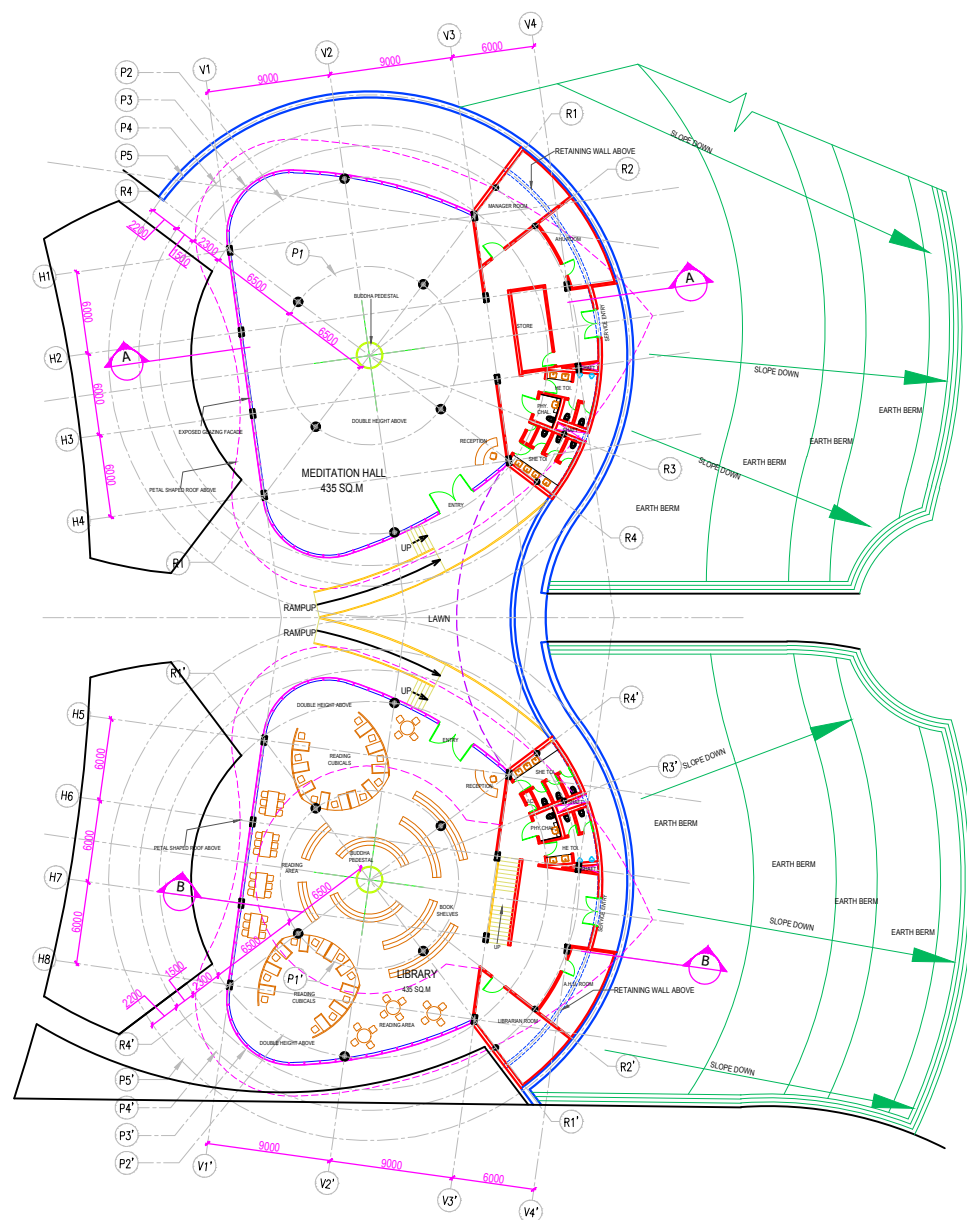 V4
V3
6000
V2
9000
V1
9000
P2
P3
P4
P5
R4
R1
RETAINING WALL ABOVE
R2
SLOPE DOWN
MANAGER ROOM
2200
1500
2300
6500
6500
P1
BUDDHA PEDESTAL
A
A
H1
6000
H2
6000
H3
6000
H4
STORE
SERVICE ENTRY
HE TOI.
PHY.
CHAL.
SHE TOI
RECEPTION
DOUBLE HEIGHT ABOVE
EXPOSED GLAZING FACADE
PETAL SHAPED ROOF ABOVE
MEDITATION HALL
435 SQ.M
ENTRY
UP
R3
R4
R1
SLOPE DOWN
SLOPE DOWN
EARTH BERM
EARTH BERM
EARTH BERM
EARTH BERM
RAMPUP
LAWN
RAMPUP
UP
R1'
H5
6000
H6
6000
H7
6000
H8
DOUBLE HEIGHT ABOVE
READING
CUBICALS
ENTRY
RECEPTION
SHE TOI.
PHY.CHAL.
HE TOI.
R4'
R3'
SLOPE DOWN
EARTH BERM
EARTH BERM
EARTH BERM
EARTH BERM
SLOPE DOWN
PETAL SHAPED ROOF ABOVE
BUDDHA
PEDESTAL
READING
AREA
B
B
6500
6500
BOOK
SHELVES
UP
SERVICE ENTRY
1500
2300
2200
P1'
LIBRARY
435 SQ.M
READING
CUBICALS
READING AREA
DOUBLE HEIGHT ABOVE
A.H.U. ROOM
RETAINING WALL ABOVE
LIBRARIAN ROOM
SLOPE DOWN
R2'
R1'
R4'
P5'
P4'
P3'
P2'
V1'
9000
V2'
9000
V3'
6000
V4'